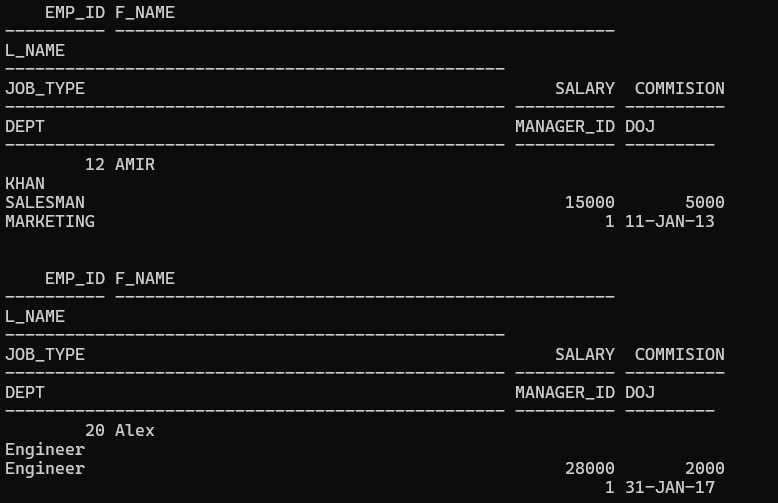 EMP_ID F_NAME
---------- --------------------------------------------------
L_NAME
--------------------------------------------------
JOB_TYPE                                               SALARY  COMMISION
-------------------------------------------------- ---------- ----------
DEPT                                               MANAGER_ID DOJ
-------------------------------------------------- ---------- ---------
        12 AMIR
KHAN
SALESMAN                                                15000       5000
MARKETING                                                   1 11-JAN-13
    EMP_ID F_NAME
---------- --------------------------------------------------
L_NAME
--------------------------------------------------
JOB_TYPE                                               SALARY  COMMISION
-------------------------------------------------- ---------- ----------
DEPT                                               MANAGER_ID DOJ
-------------------------------------------------- ---------- ---------
        20 Alex
Engineer
Engineer                                                28000       2000
                                                            1 31-JAN-17